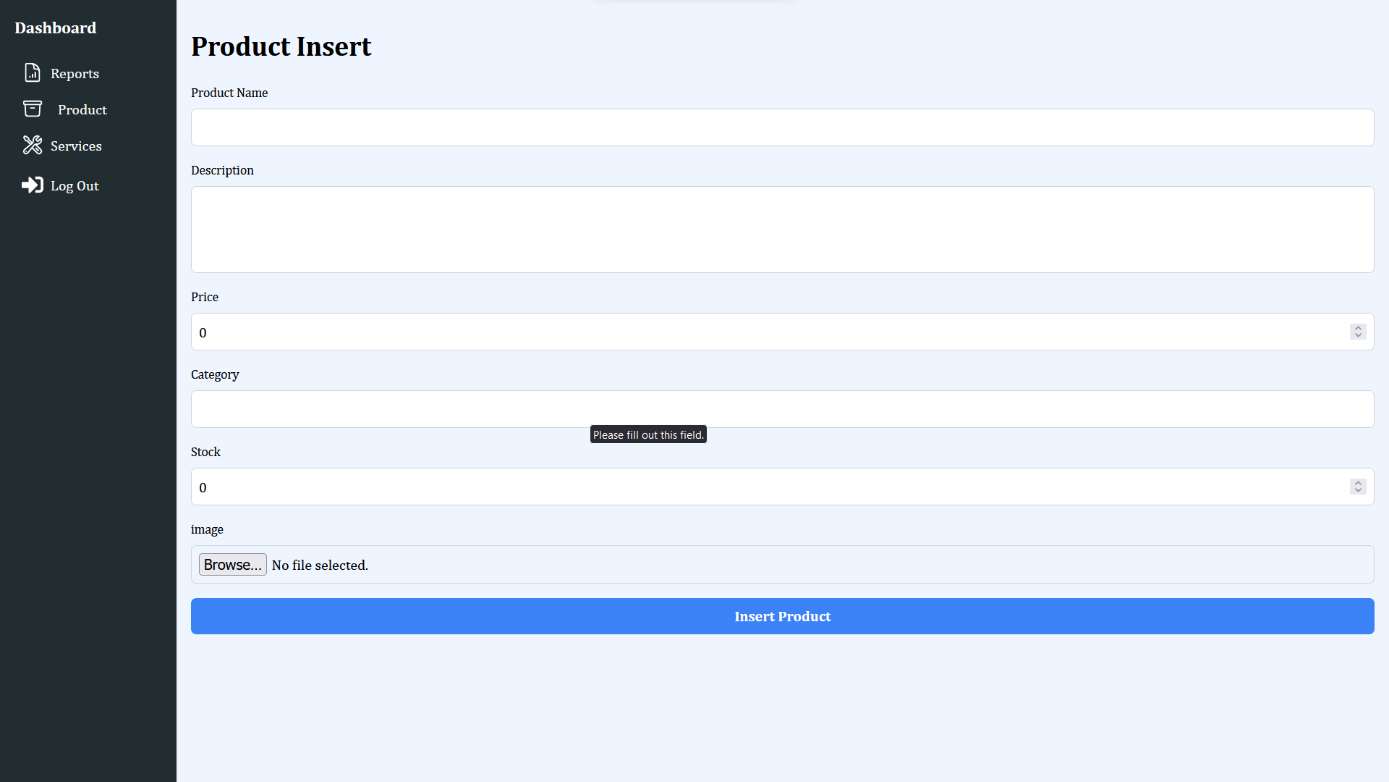 Dashboard
Reports
Product
Services
Log Out
Product Insert
Product Name
Description
Price
0
Category
Please fill out this field.
Stock
0
image
Browse... No file selected.
Insert Product